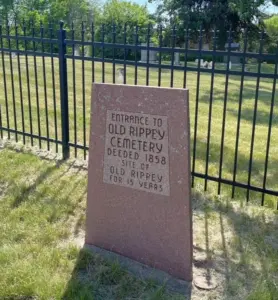 ENTRANCE TO
OLD RIPPEY
CEMETERY
DEEDED 1858
SITE OF
OLD RIPPEY
FOR 15 YEARS